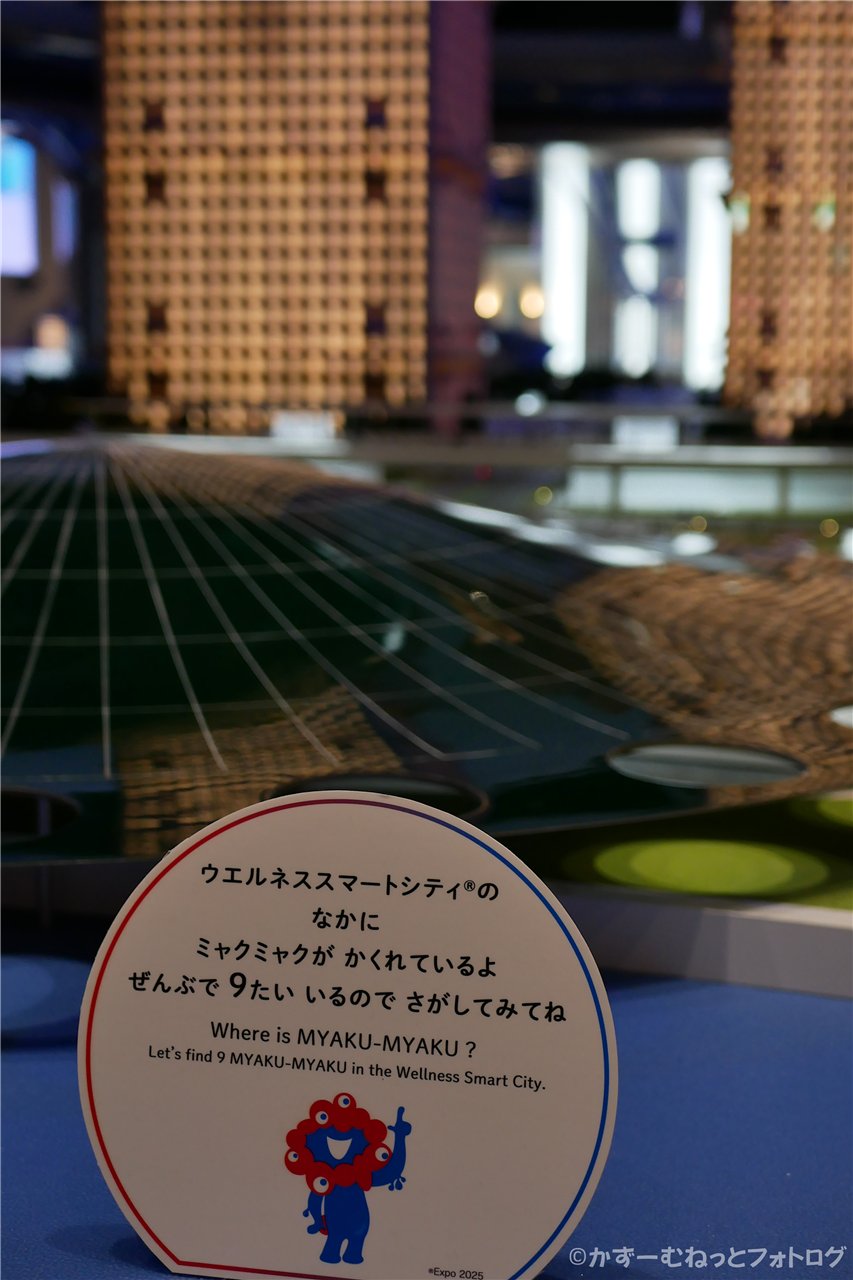 ウエルネススマートシティ®の
なかに
ミャクミャクが かくれているよ
ぜんぶで 9たい いるので さがしてみてね
Where is MYAKU-MYAKU ?
Let's find 9 MYAKU-MYAKU in the Wellness Smart City.
©Expo 2025
©かずーむねっとフォトログ